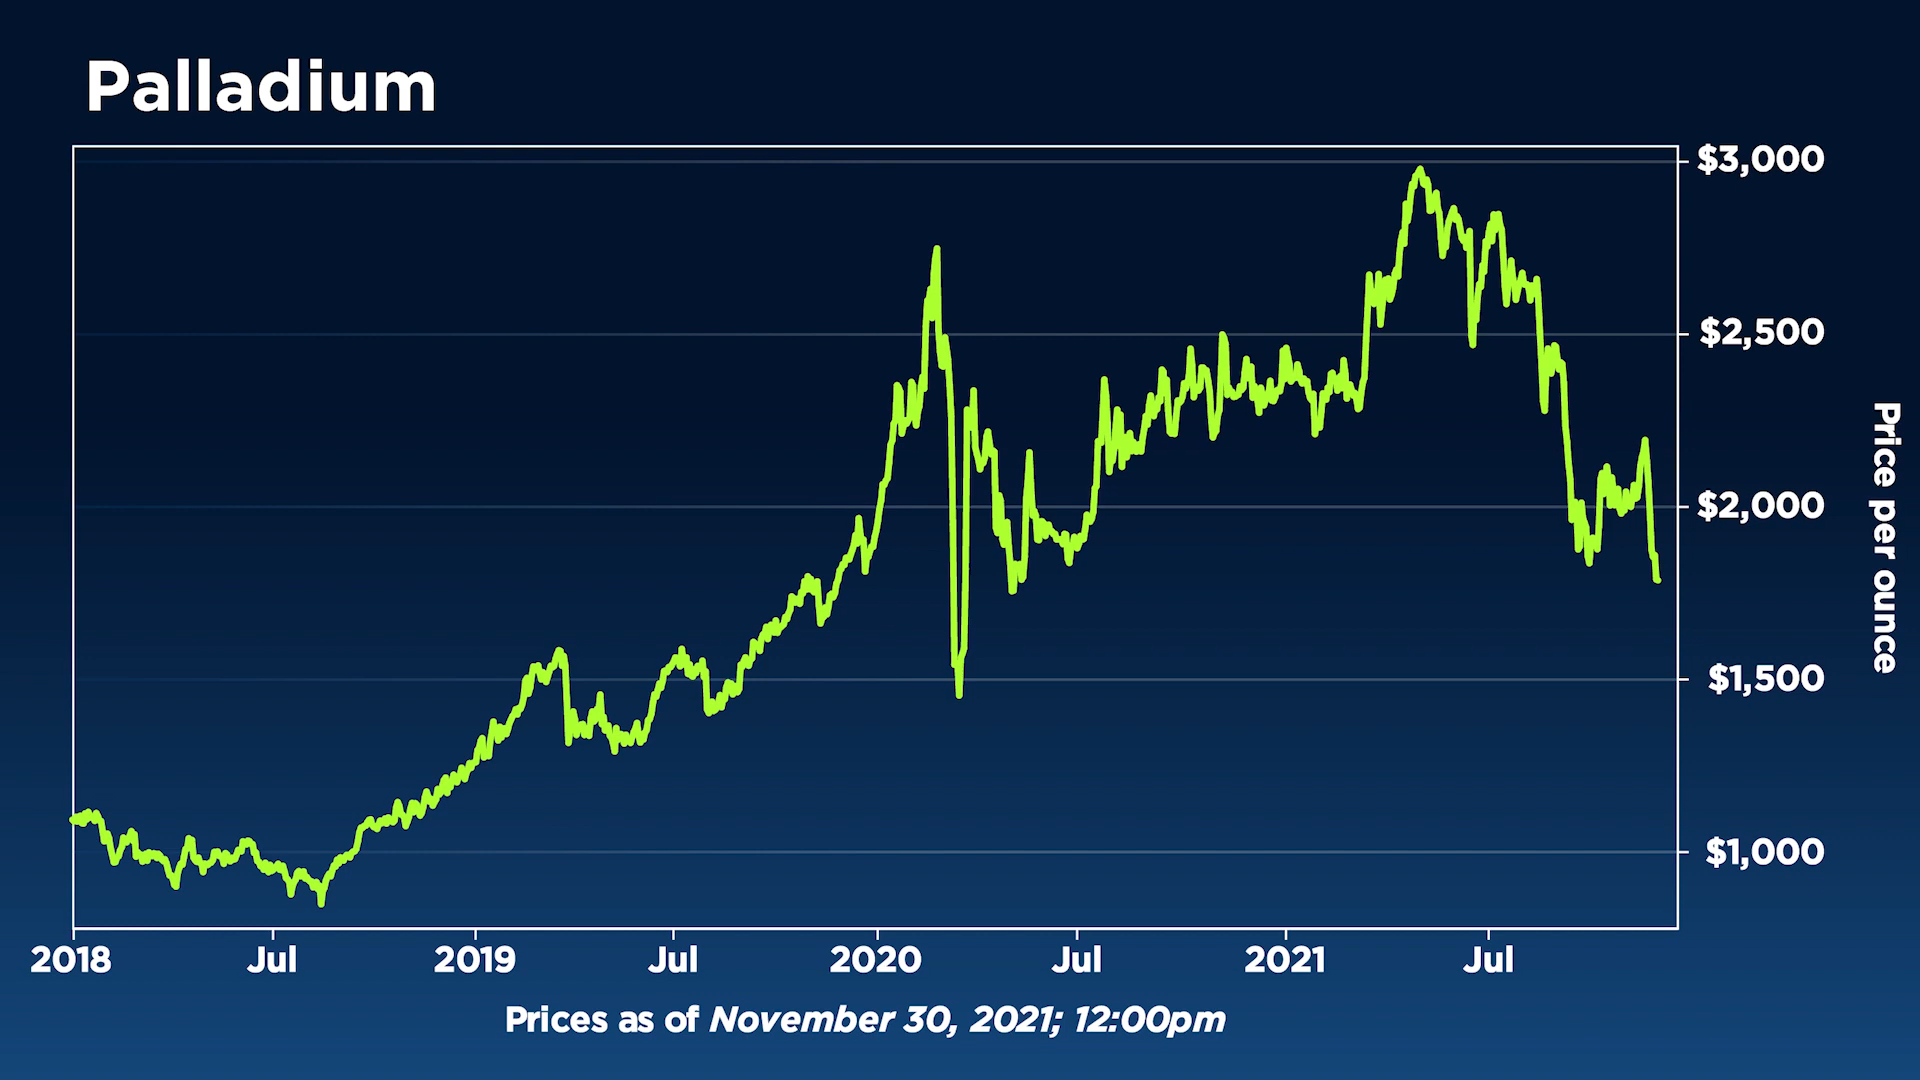 Palladium
$3,000
$2,500
$2,000
$1,500
$1,000
Price per ounce
2018 Jul 2019 Jul 2020 Jul 2021 Jul
Prices as of November 30, 2021; 12:00pm